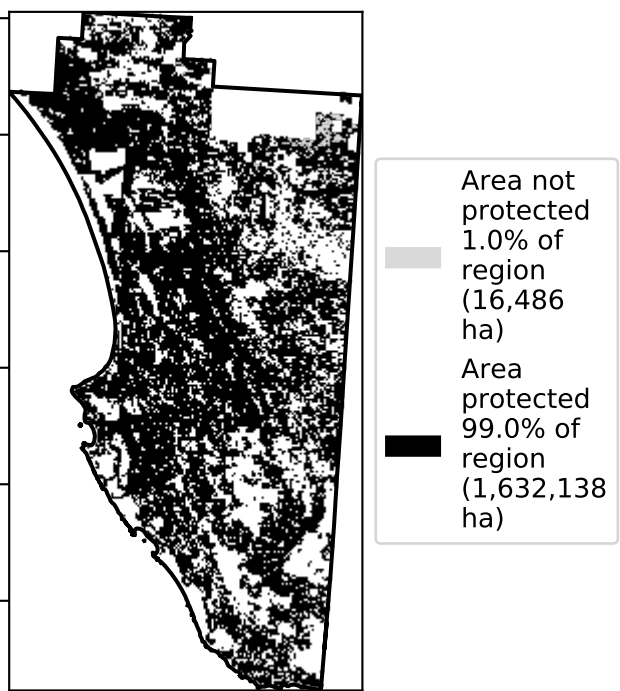 Area not
protected
1.0% of
region
(16,486
ha)
Area
protected
99.0% of
region
(1,632,138
ha)